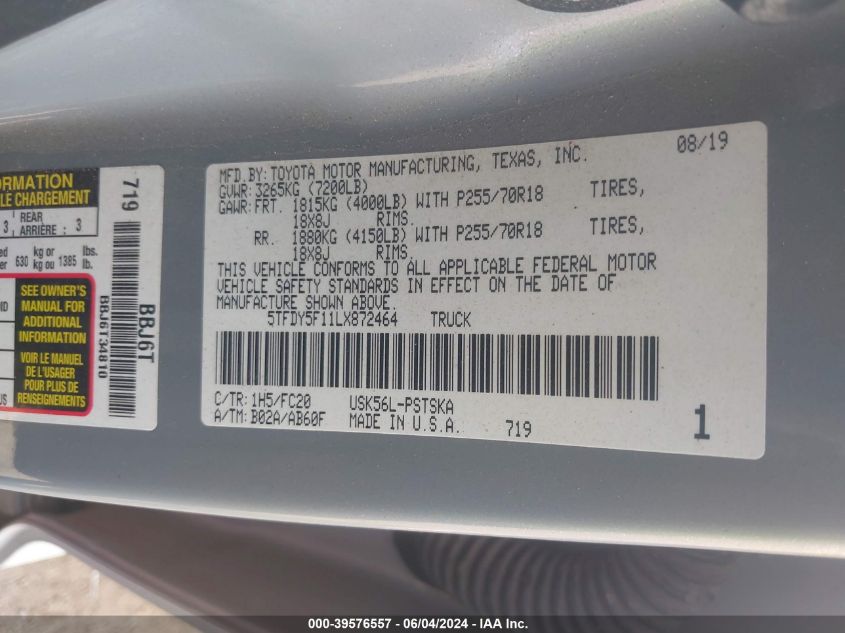 MFD.BY: TOYOTA MOTOR MANUFACTURING, TEXAS, INC. 08/19
GVWR: 3265KG (7200LB)
GAWR: FRT. 1815KG (4000LB) WITH P255/70R18 TIRES,
18X8J RIMS.
RR. 1880KG (4150LB) WITH P255/70R18 TIRES,
18X8J RIMS.
THIS VEHICLE CONFORMS TO ALL APPLICABLE FEDERAL MOTOR
VEHICLE SAFETY STANDARDS IN EFFECT ON THE DATE OF
MANUFACTURE SHOWN ABOVE.
5TFDY5F11LX872464 TRUCK
C/TR: 1H5/FC20 USK56L-PSTSKA
A/TM: B02A/AB60F MADE IN U.S.A. 719 1
3 REAR
ARRIÈRE : 3
630 kg or
kg ou 1385 lbs.
lb.
SEE OWNER'S
MANUAL FOR
ADDITIONAL
INFORMATION
VOIR LE MANUEL
DE L'USAGER
POUR PLUS DE
RENSEIGNEMENTS
719
BBJ6T
BBJ6T34810
000-39576557 - 06/04/2024 - IAA Inc.